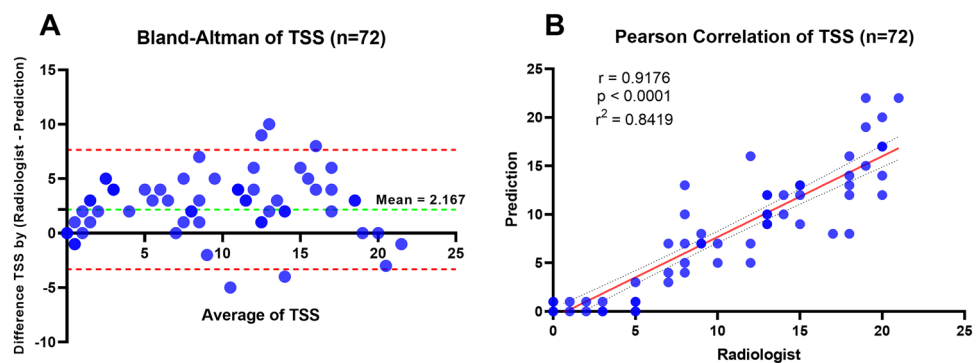 A
Bland-Altman of TSS (n=72)
Difference TSS by (Radiologist - Prediction)
15
10
5
0
-5
-10
5
10
15
20
25
Mean = 2.167
Average of TSS
B
Pearson Correlation of TSS (n=72)
r = 0.9176
p < 0.0001
r² = 0.8419
Prediction
25
20
15
10
5
0
0
5
10
15
20
25
Radiologist